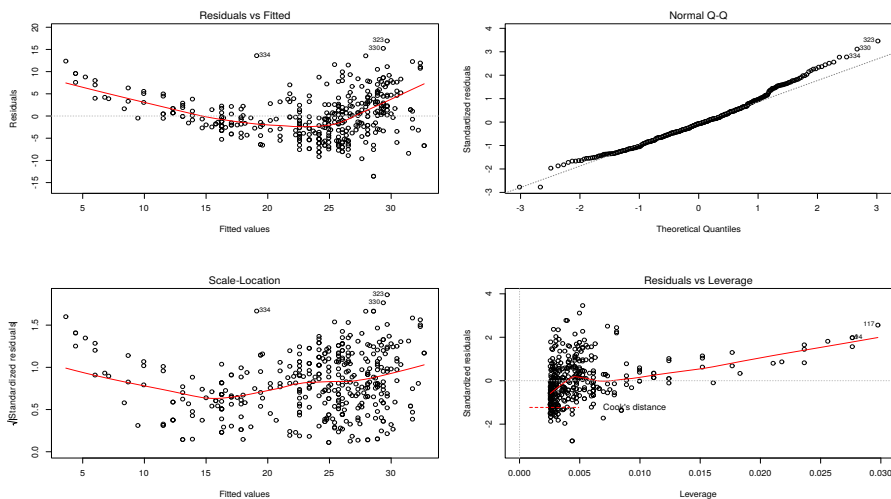 Residuals vs Fitted
Residuals
20
15
10
5
0
-5
-10
-15
323
330
334
5 10 15 20 25 30
Fitted values
Normal Q-Q
Standardized residuals
4
3
2
1
0
-1
-2
-3
323
330
334
-3 -2 -1 0 1 2 3
Theoretical Quantiles
Scale-Location
√|Standardized residuals|
1.5
1.0
0.5
0.0
323
330
334
5 10 15 20 25 30
Fitted values
Residuals vs Leverage
Standardized residuals
4
2
0
-2
117
Cook's distance
0.000 0.005 0.010 0.015 0.020 0.025 0.030
Leverage